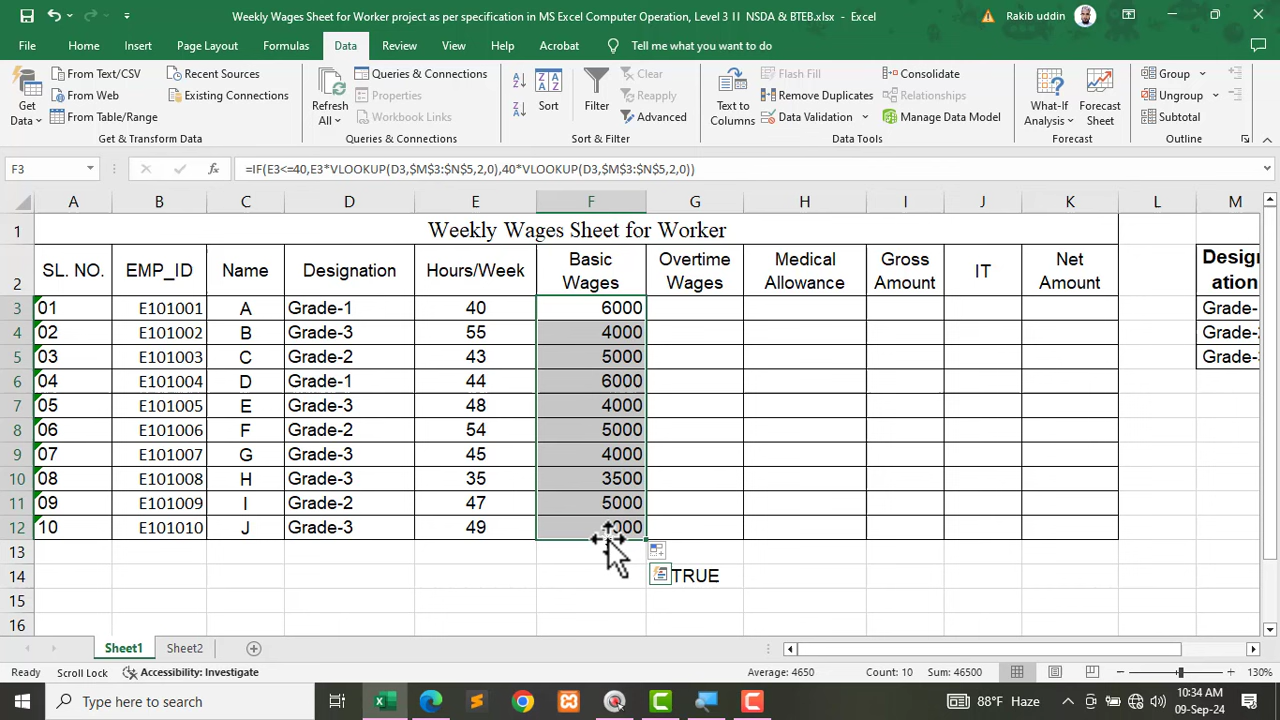 Weekly Wages Sheet for Worker project as per specification in MS Excel Computer Operation, Level 3 II NSDA & BTEB.xlsx - Excel
Rakib uddin
File Home Insert Page Layout Formulas Data Review View Help Acrobat Tell me what you want to do
Get Data
From Text/CSV
From Web
From Table/Range
Recent Sources
Existing Connections
Get & Transform Data
Refresh All
Queries & Connections
Properties
Workbook Links
Queries & Connections
Sort
Filter
Clear
Reapply
Advanced
Sort & Filter
Text to Columns
Flash Fill
Remove Duplicates
Data Validation
Consolidate
Relationships
Manage Data Model
Data Tools
What-If Analysis
Forecast Sheet
Forecast
Group
Ungroup
Subtotal
Outline
F3 fx =IF(E3<=40,E3*VLOOKUP(D3,$M$3:$N$5,2,0),40*VLOOKUP(D3,$M$3:$N$5,2,0))
A B C D E F G H I J K L M
1 Weekly Wages Sheet for Worker
2 SL. NO. EMP_ID Name Designation Hours/Week Basic Wages Overtime Wages Medical Allowance Gross Amount IT Net Amount Desig ation
3 01 E101001 A Grade-1 40 6000 Grade-
4 02 E101002 B Grade-3 55 4000 Grade-
5 03 E101003 C Grade-2 43 5000 Grade-
6 04 E101004 D Grade-1 44 6000
7 05 E101005 E Grade-3 48 4000
8 06 E101006 F Grade-2 54 5000
9 07 E101007 G Grade-3 45 4000
10 08 E101008 H Grade-3 35 3500
11 09 E101009 I Grade-2 47 5000
12 10 E101010 J Grade-3 49 000
13
14 TRUE
15
16
Sheet1 Sheet2
Ready Scroll Lock Accessibility: Investigate Average: 4650 Count: 10 Sum: 46500 130%
Type here to search
88°F Haze
10:34 AM
09-Sep-24